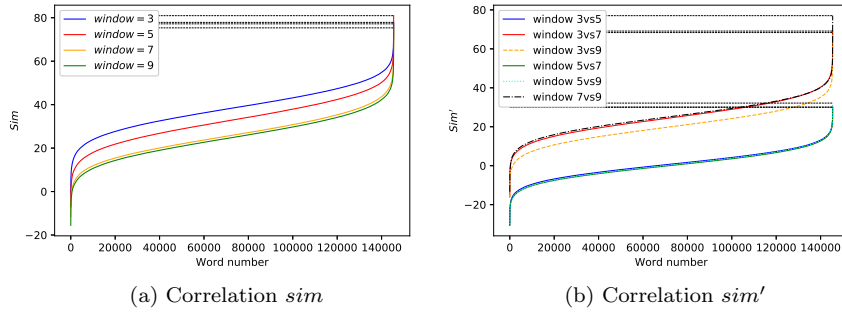 80
60
40
20
0
−20
Sim
window = 3
window = 5
window = 7
window = 9
0 20000 40000 60000 80000 100000 120000 140000
Word number
(a) Correlation sim
80
60
40
20
0
−20
Sim′
window 3vs5
window 3vs7
window 3vs9
window 5vs7
window 5vs9
window 7vs9
0 20000 40000 60000 80000 100000 120000 140000
Word number
(b) Correlation sim′